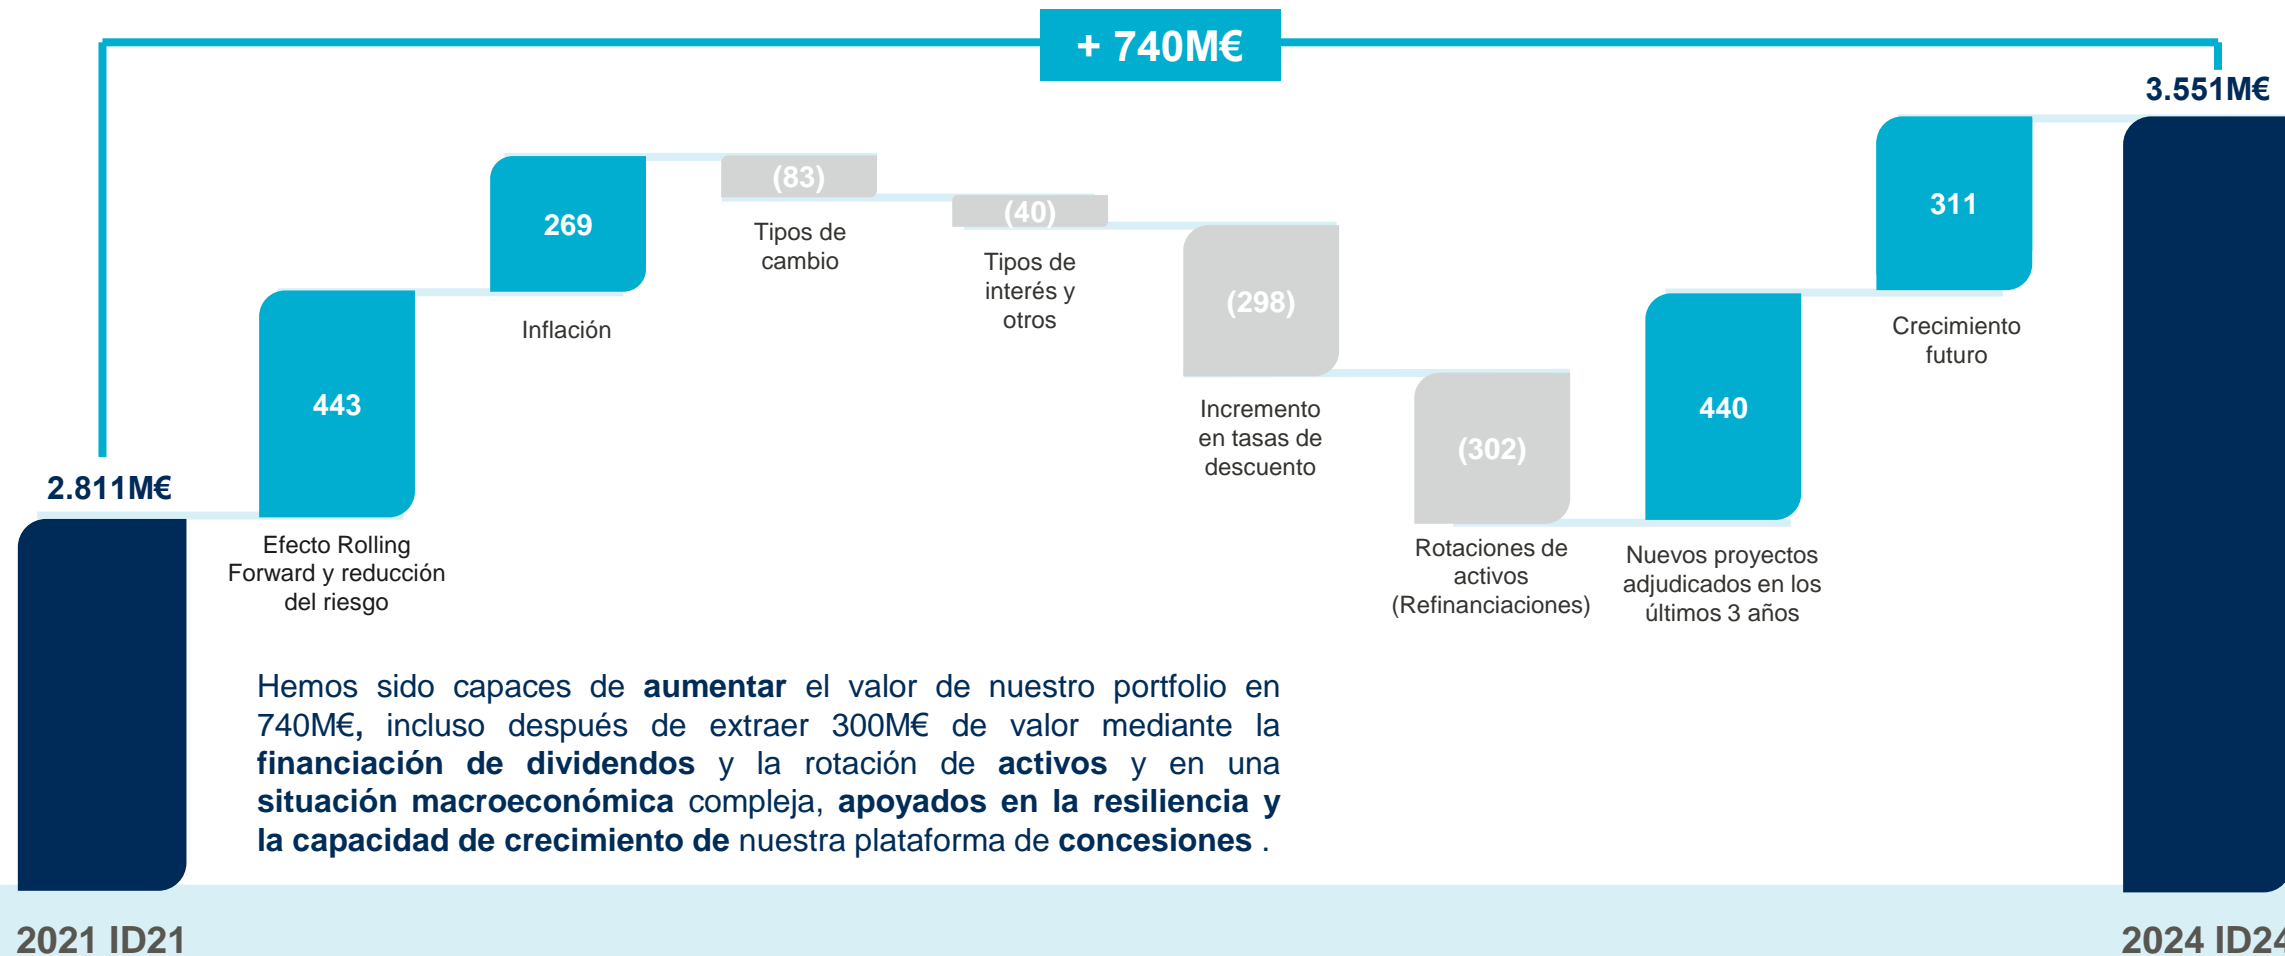 + 740M€
3.551M€
(83)
311
269
(40)
Tipos de
cambio
Tipos de
interés y
otros
(298)
Inflación
Crecimiento
futuro
443
440
Incremento
en tasas de
descuento
(302)
2.811M€
Efecto Rolling
Forward y reducción
del riesgo
Rotaciones de
activos
(Refinanciaciones)
Nuevos proyectos
adjudicados en los
últimos 3 años
Hemos sido capaces de aumentar el valor de nuestro portfolio en
740M€, incluso después de extraer 300M€ de valor mediante la
financiación de dividendos y la rotación de activos y en una
situación macroeconómica compleja, apoyados en la resiliencia y
la capacidad de crecimiento de nuestra plataforma de concesiones .
2021 ID21
2024 ID24